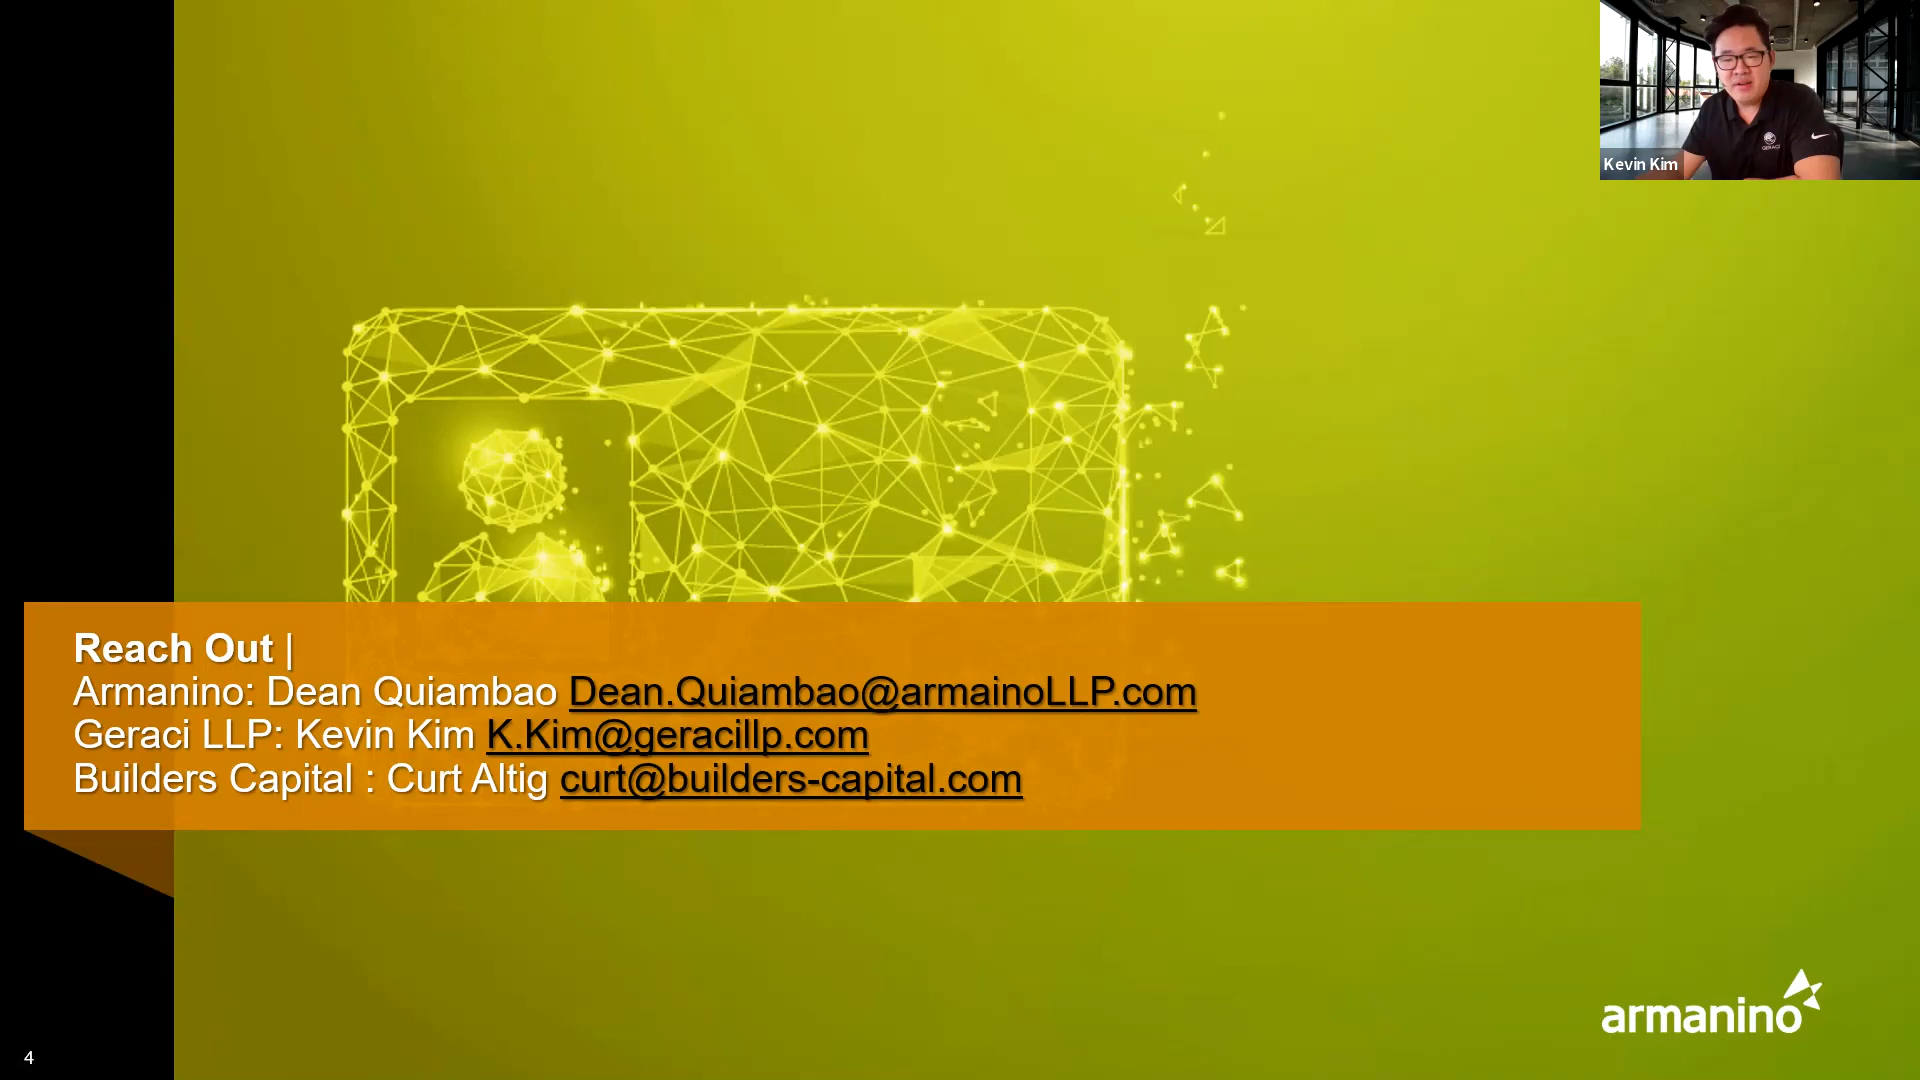 Kevin Kim
GERACI
Reach Out |
Armanino: Dean Quiambao Dean.Quiambao@armainoLLP.com
Geraci LLP: Kevin Kim K.Kim@geracillp.com
Builders Capital : Curt Altig curt@builders-capital.com
armanino
4